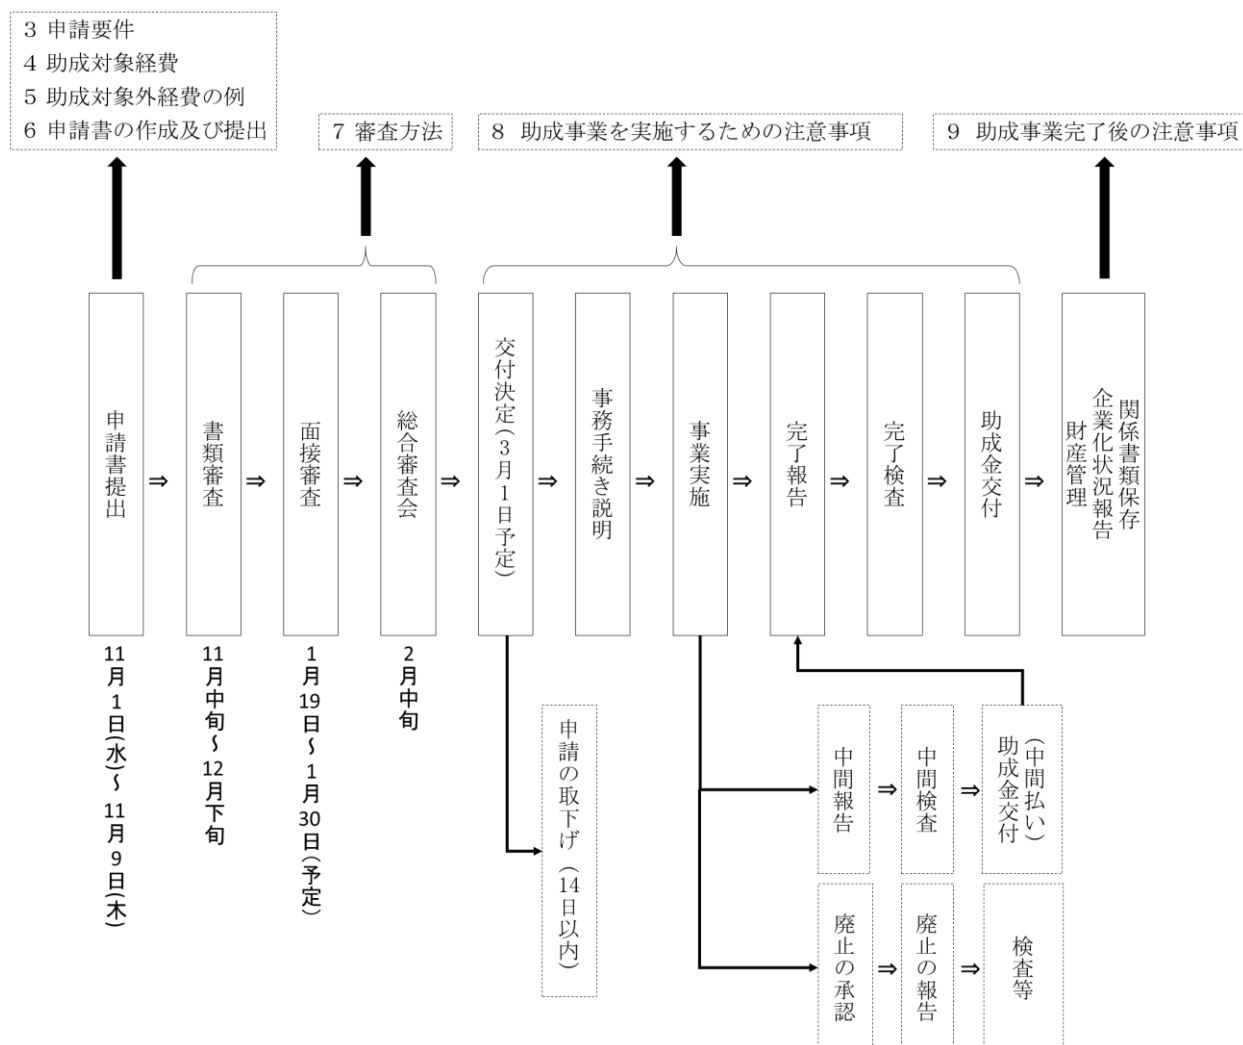 3 申請要件
4 助成対象経費
5 助成対象外経費の例
6 申請書の作成及び提出
7 審査方法
8 助成事業を実施するための注意事項
9 助成事業完了後の注意事項
申請書提出
⇒
書類審査
⇒
面接審査
⇒
総合審査会
⇒
交付決定(3月1日予定)
⇒
事務手続き説明
⇒
事業実施
⇒
完了報告
⇒
完了検査
⇒
助成金交付
⇒
関係書類保存
企業化状況報告
財産管理
11月1日(水)～11月9日(木)
11月中旬～12月下旬
1月19日～1月30日(予定)
2月中旬
申請の取下げ(14日以内)
中間報告
⇒
中間検査
⇒
(中間払い)
助成金交付
廃止の承認
⇒
廃止の報告
⇒
検査等